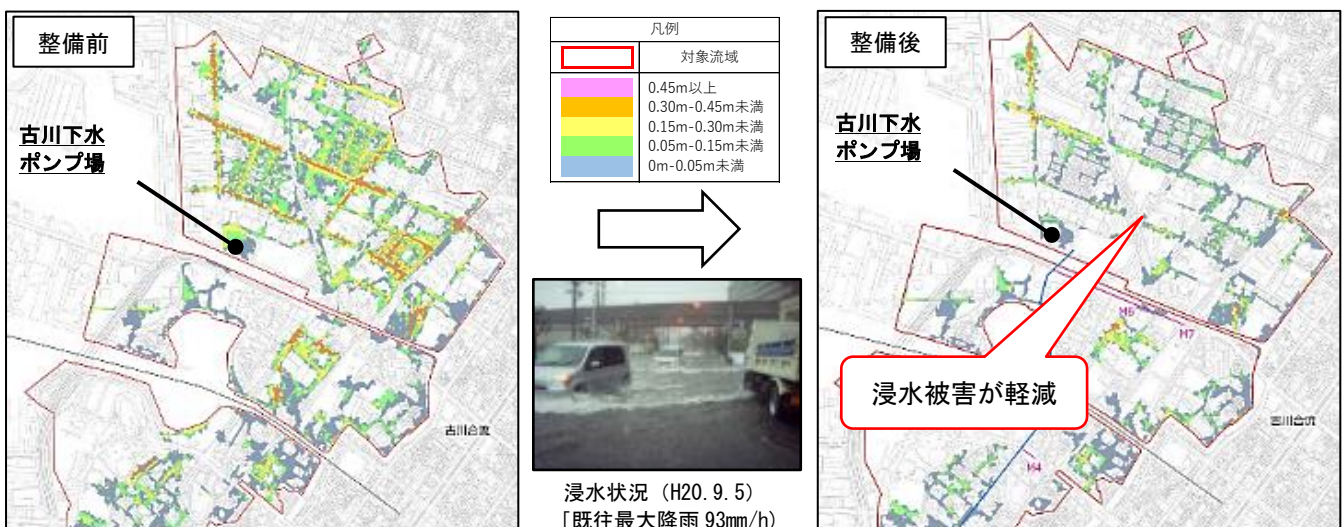 整備前
古川下水
ポンプ場
古川合流
凡例
対象流域
0.45m以上
0.30m-0.45m未満
0.15m-0.30m未満
0.05m-0.15m未満
0m-0.05m未満
浸水状況（H20.9.5）
「既往最大降雨 93mm/h）
整備後
古川下水
ポンプ場
M6
M7
浸水被害が軽減
古川合流
M4